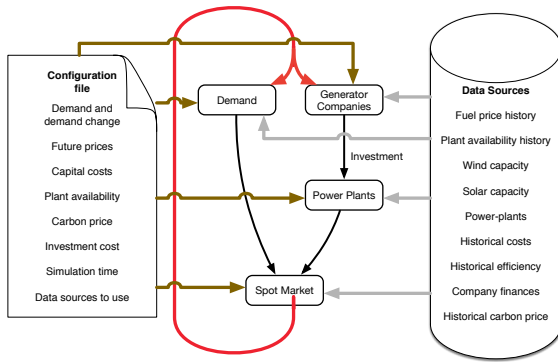 Configuration
file
Demand and
demand change
Future prices
Capital costs
Plant availability
Carbon price
Investment cost
Simulation time
Data sources to use
Demand
Generator
Companies
Investment
Power Plants
Spot Market
Data Sources
Fuel price history
Plant availability history
Wind capacity
Solar capacity
Power-plants
Historical costs
Historical efficiency
Company finances
Historical carbon price